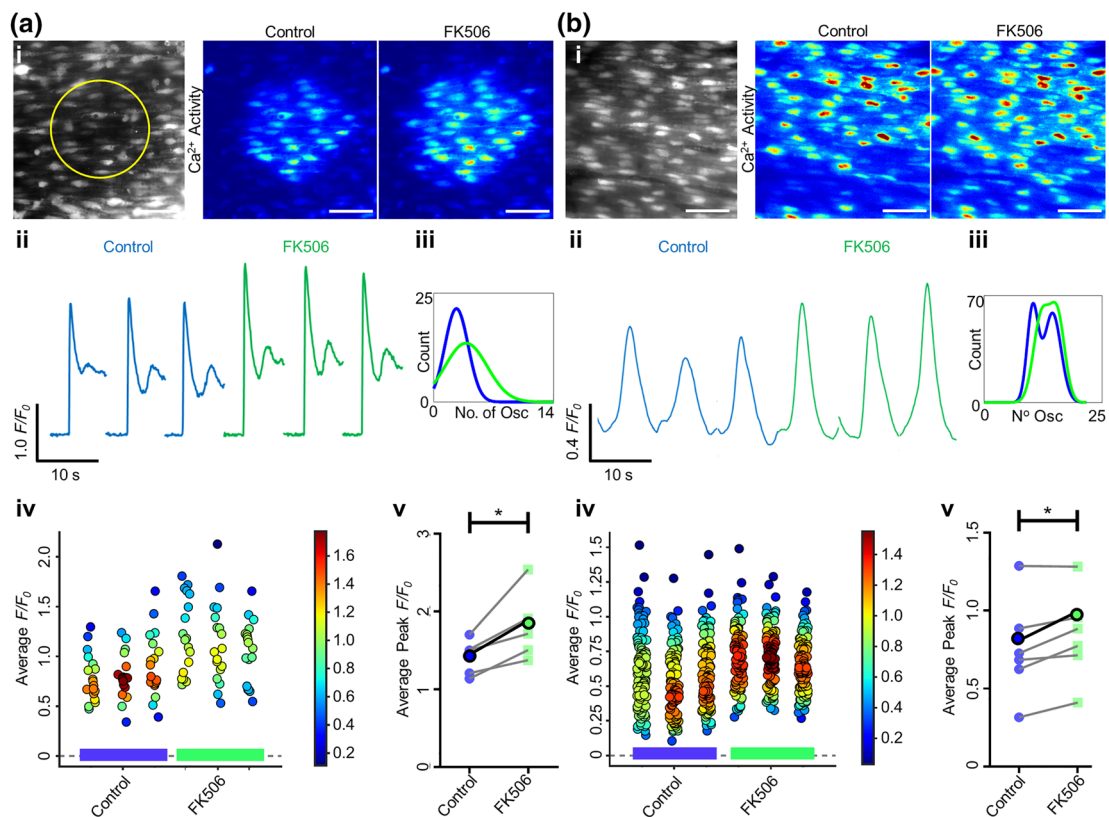 (a)
i
Control
FK506
Ca2+ Activity
ii
Control
FK506
1.0 F/F0
10 s
iii
25
Count
0
0
No. of Osc
14
iv
2.0
1.5
1.0
0.5
0
Average F/F0
Control
FK506
1.6
1.4
1.2
1.0
0.8
0.6
0.4
0.2
v
*
3
2
1
0
Average Peak F/F0
Control
FK506
(b)
i
Control
FK506
Ca2+ Activity
ii
Control
FK506
0.4 F/F0
10 s
iii
70
Count
0
0
Nº Osc
25
iv
1.5
1.25
1.0
0.75
0.5
0.25
0
Average F/F0
Control
FK506
1.4
1.2
1.0
0.8
0.6
0.4
0.2
v
*
1.5
1.0
0.5
0
Average Peak F/F0
Control
FK506